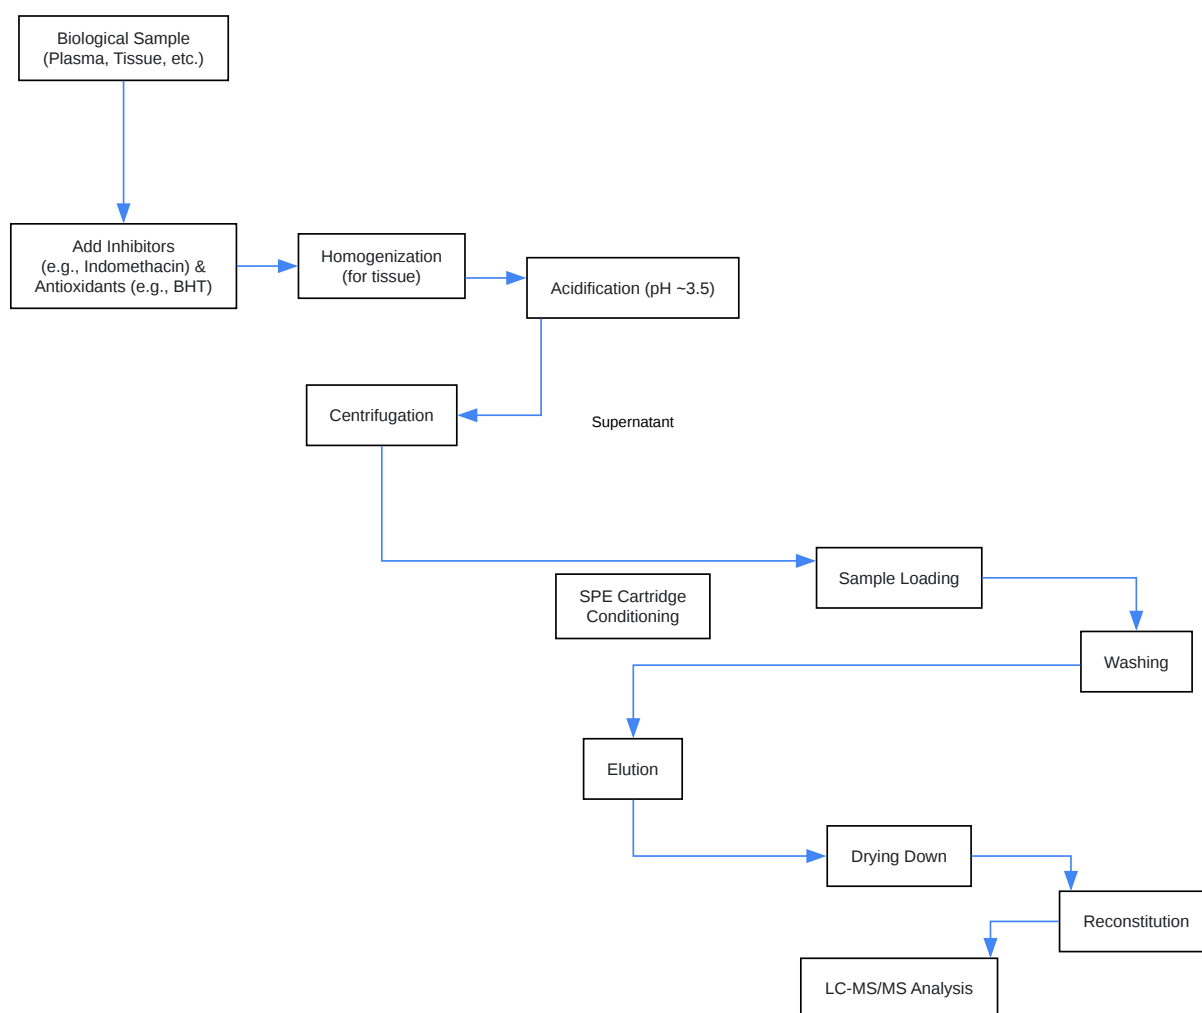 Biological Sample
(Plasma, Tissue, etc.)
Add Inhibitors
(e.g., Indomethacin) &
Antioxidants (e.g., BHT)
Homogenization
(for tissue)
Acidification (pH ~3.5)
Centrifugation
Supernatant
Sample Loading
SPE Cartridge
Conditioning
Washing
Elution
Drying Down
Reconstitution
LC-MS/MS Analysis